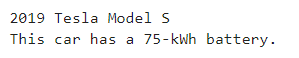 2019 Tesla Model S
This car has a 75-kWh battery.